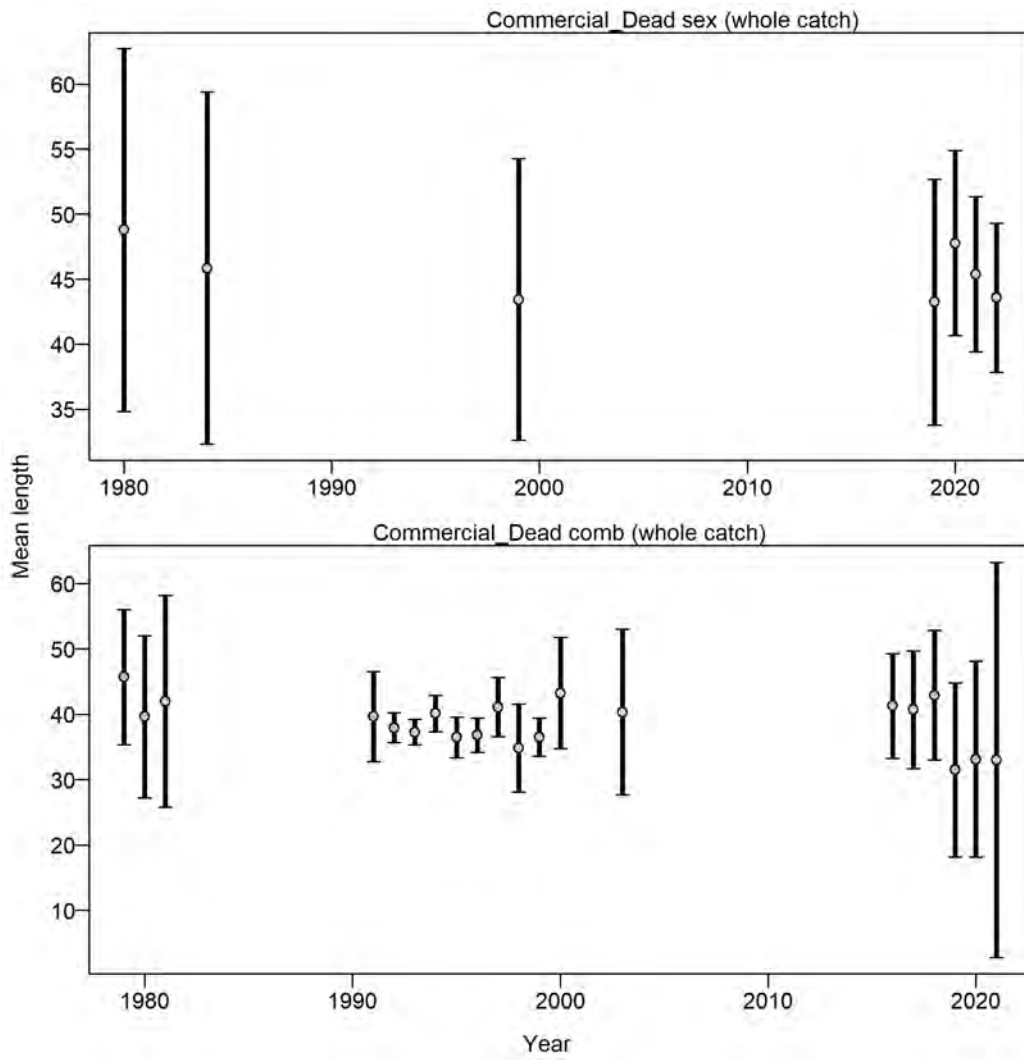 Commercial_Dead sex (whole catch)
60
55
50
45
40
35
1980 1990 2000 2010 2020
Mean length
Commercial_Dead comb (whole catch)
60
50
40
30
20
10
1980 1990 2000 2010 2020
Year